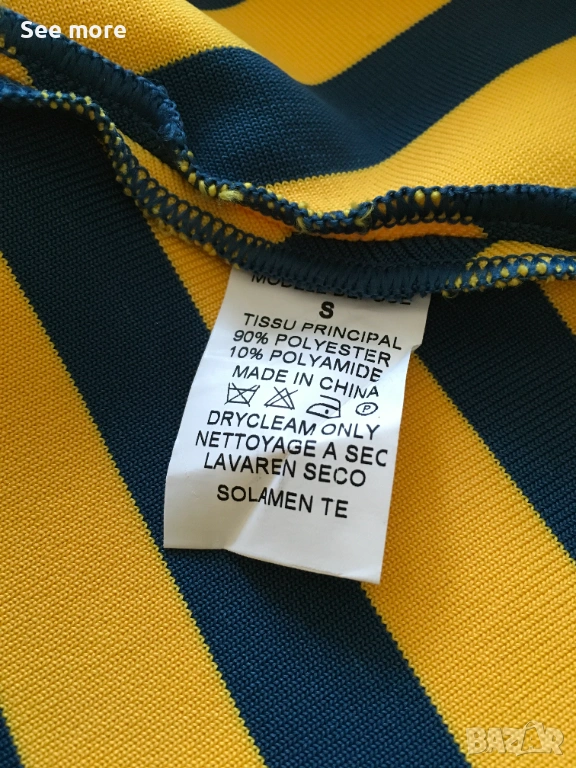 See more
S
TISSU PRINCIPAL
90% POLYESTER
10% POLYAMIDE
MADE IN CHINA
P
DRYCLEAM ONLY
NETTOYAGE A SEC
LAVAREN SECO
SOLAMEN TE
BAZAR